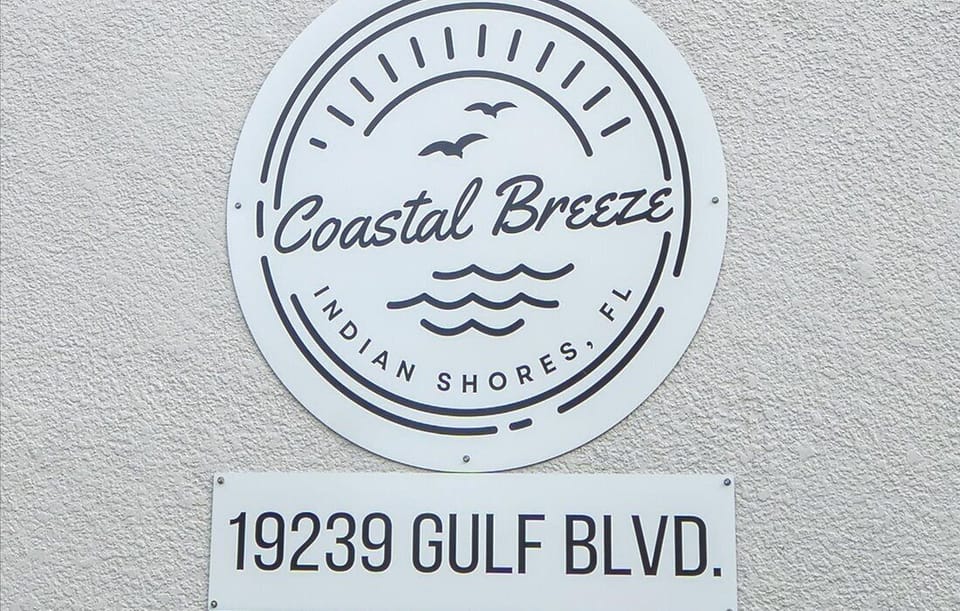 Coastal Breeze
INDIAN SHORES, FL
19239 GULF BLVD.